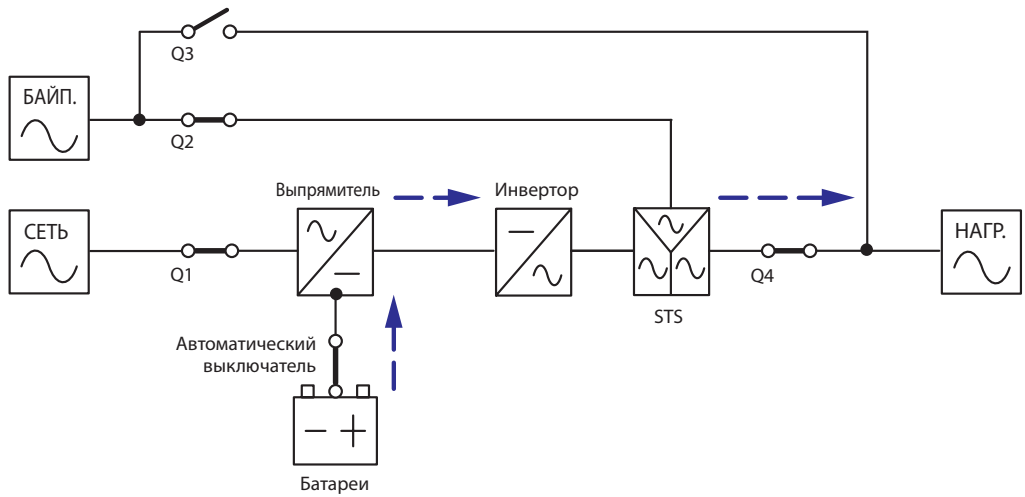 Q3
БАЙП.
Q2
Выпрямитель
Инвертор
СЕТЬ
НАГР.
Q1
Q4
STS
Автоматический
выключатель
Батареи